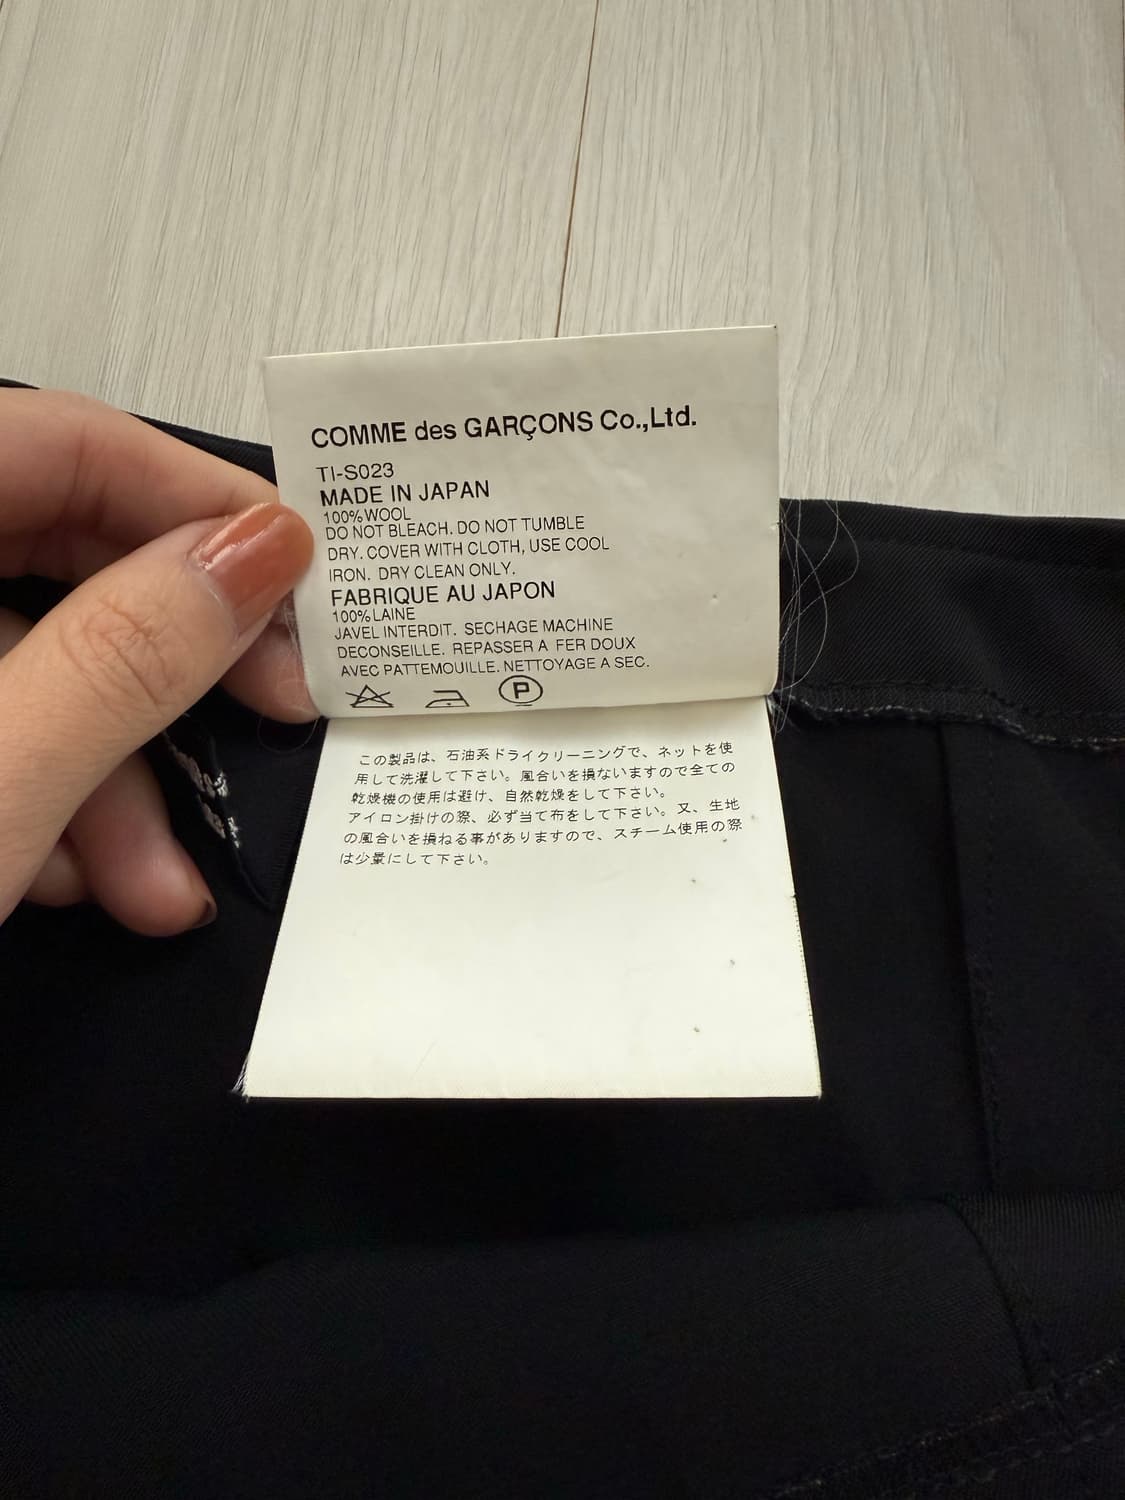 COMME des GARÇONS Co.,Ltd.
TI-S023
MADE IN JAPAN
100%WOOL
DO NOT BLEACH. DO NOT TUMBLE
DRY. COVER WITH CLOTH, USE COOL
IRON. DRY CLEAN ONLY.
FABRIQUE AU JAPON
100%LAINE
JAVEL INTERDIT. SECHAGE MACHINE
DECONSEILLE. REPASSER A FER DOUX
AVEC PATTEMOUILLE. NETTOYAGE A SEC.
P
この製品は、石油系ドライクリーニングで、ネットを使
用して洗濯して下さい。風合いを損ないますので全ての
乾燥機の使用は避け、自然乾燥をして下さい。
アイロン掛けの際、必ず当て布をして下さい。又、生地
の風合いを損ねる事がありますので、スチーム使用の際
は少量にして下さい。